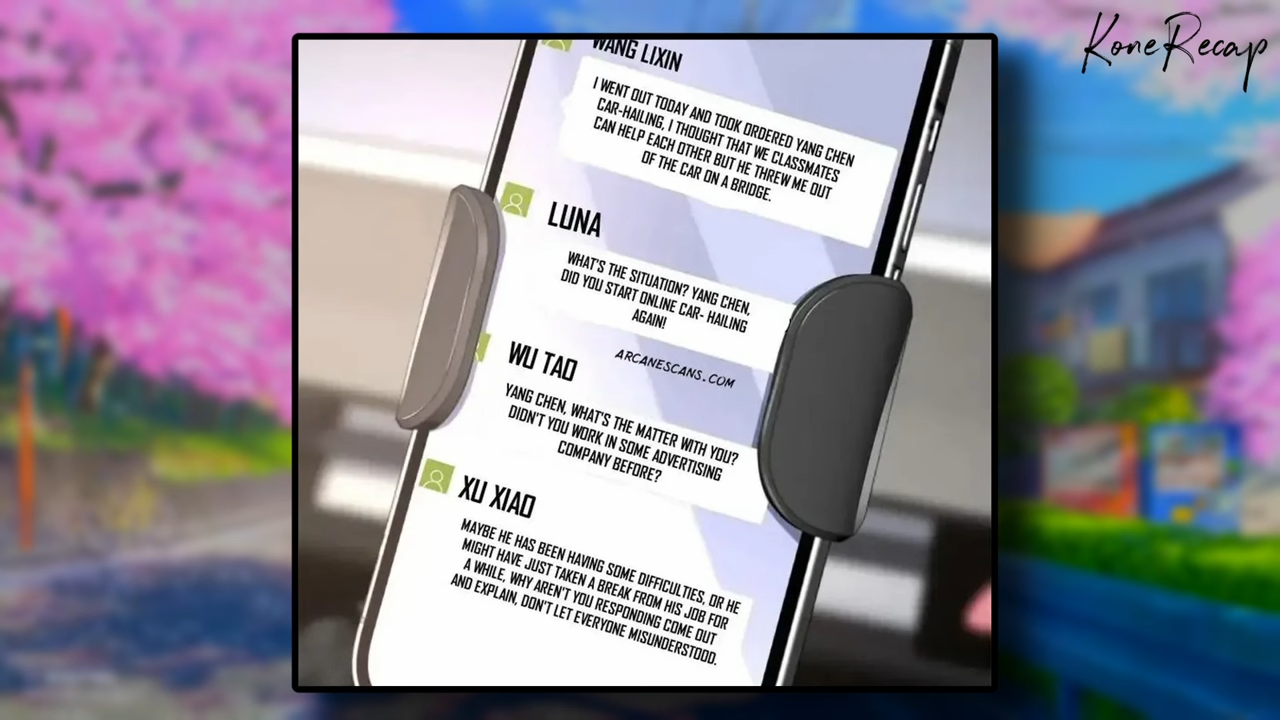 KoneRecap
WANG LIXIN
I WENT OUT TODAY AND TOOK ORDERED YANG CHEN
CAR-HAILING, I THOUGHT THAT WE CLASSMATES
CAN HELP EACH OTHER BUT HE THREW ME OUT
OF THE CAR ON A BRIDGE.
LUNA
WHAT'S THE SITUATION? YANG CHEN,
DID YOU START ONLINE CAR- HAILING
AGAIN!
ARCANESCANS.COM
WU TAO
YANG CHEN, WHAT'S THE MATTER WITH YOU?
DIDN'T YOU WORK IN SOME ADVERTISING
COMPANY BEFORE?
XU XIAO
MAYBE HE HAS BEEN HAVING SOME DIFFICULTIES, OR HE
MIGHT HAVE JUST TAKEN A BREAK FROM HIS JOB FOR
A WHILE, WHY AREN'T YOU RESPONDING COME OUT
AND EXPLAIN, DON'T LET EVERYONE MISUNDERSTOOD.